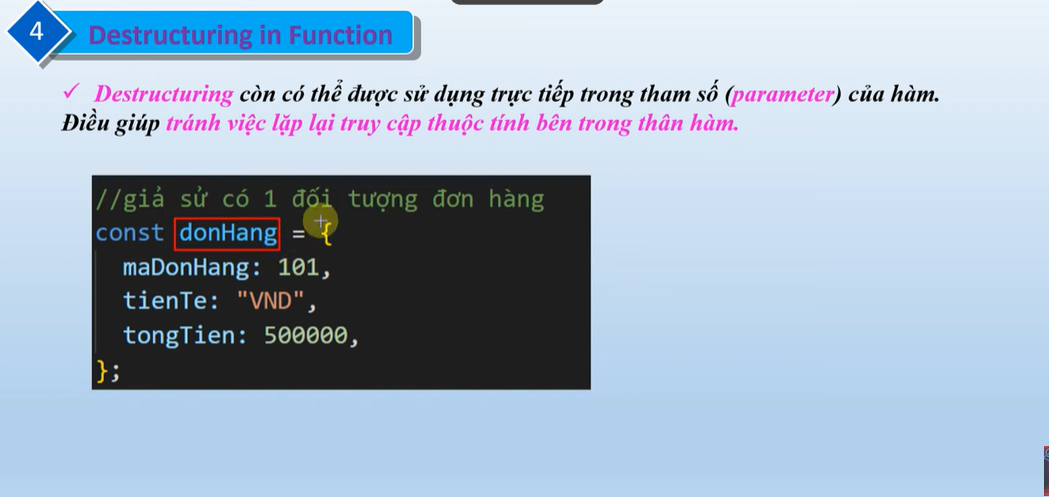 4
Destructuring in Function
✓ Destructuring còn có thể được sử dụng trực tiếp trong tham số (parameter) của hàm.
Điều giúp tránh việc lặp lại truy cập thuộc tính bên trong thân hàm.
//giả sử có 1 đối tượng đơn hàng
const donHang = {
maDonHang: 101,
tienTe: "VND",
tongTien: 500000,
};